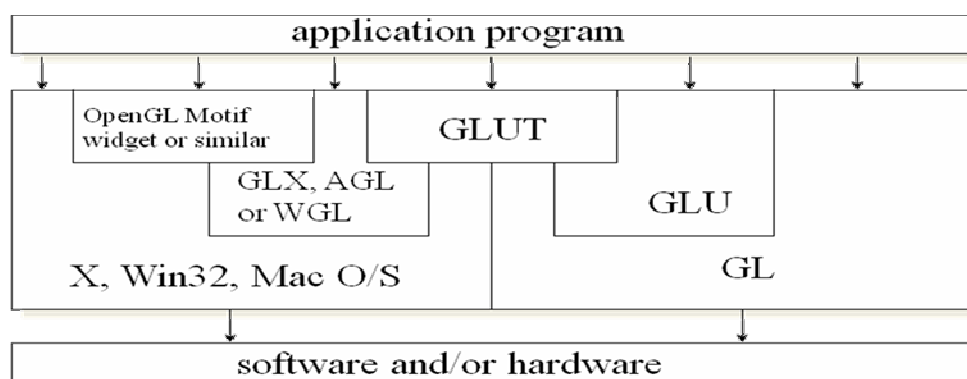 application program
OpenGL Motif
widget or similar
GLUT
GLX, AGL
or WGL
GLU
X, Win32, Mac O/S
GL
software and/or hardware